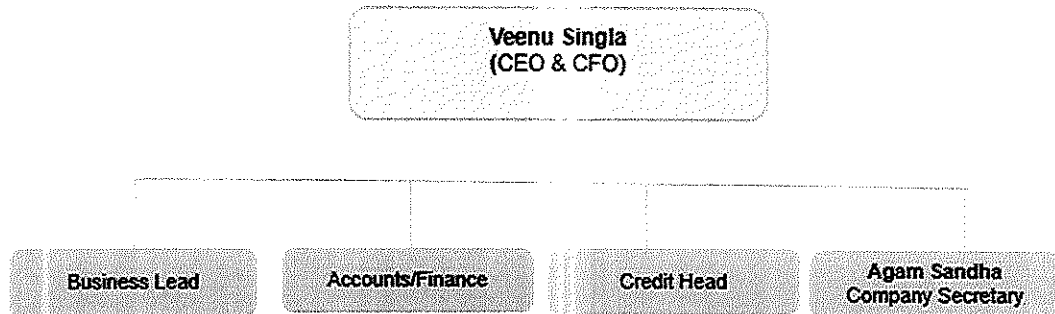 Veenu Singla
(CEO & CFO)
Business Lead
Accounts/Finance
Credit Head
Agam Sandha
Company Secretary